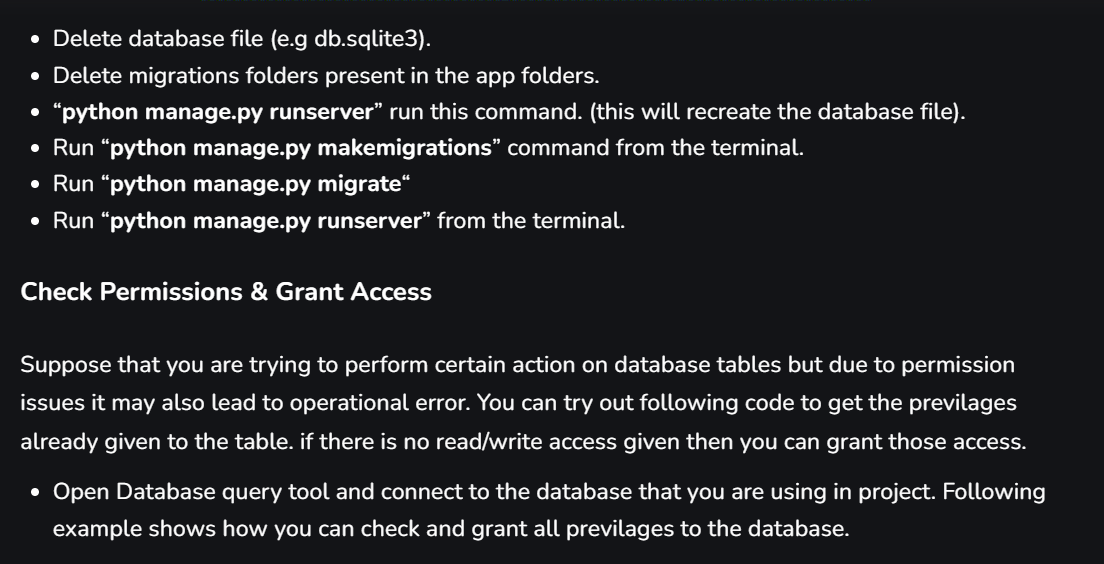 • Delete database file (e.g db.sqlite3).
• Delete migrations folders present in the app folders.
• “python manage.py runserver” run this command. (this will recreate the database file).
• Run “python manage.py makemigrations” command from the terminal.
• Run “python manage.py migrate“
• Run “python manage.py runserver” from the terminal.
Check Permissions & Grant Access
Suppose that you are trying to perform certain action on database tables but due to permission
issues it may also lead to operational error. You can try out following code to get the previlages
already given to the table. if there is no read/write access given then you can grant those access.
• Open Database query tool and connect to the database that you are using in project. Following
example shows how you can check and grant all previlages to the database.